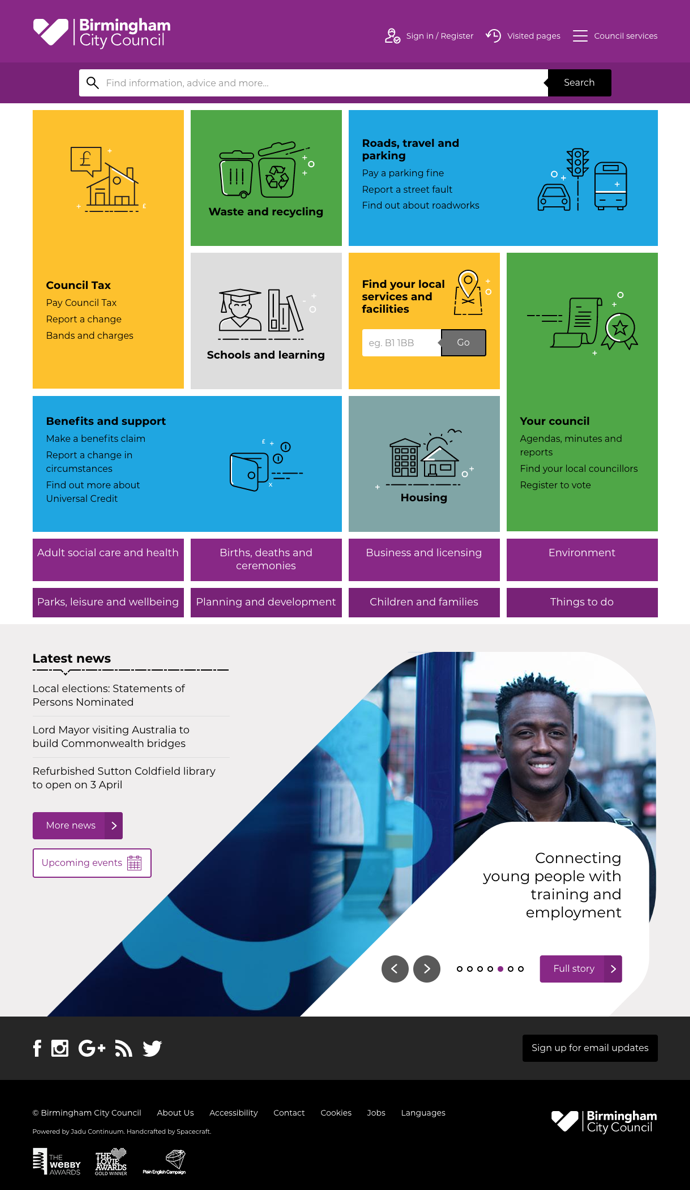 Birmingham
City Council
Sign in / Register
Visited pages
Council services
Find information, advice and more...
Search
£
£
Council Tax
Pay Council Tax
Report a change
Bands and charges
Waste and recycling
Roads, travel and
parking
Pay a parking fine
Report a street fault
Find out about roadworks
Schools and learning
Find your local
services and
facilities
eg. B1 1BB
Go
Benefits and support
Make a benefits claim
Report a change in
circumstances
Find out more about
Universal Credit
£
Housing
Your council
Agendas, minutes and
reports
Find your local councillors
Register to vote
Adult social care and health
Births, deaths and
ceremonies
Business and licensing
Environment
Parks, leisure and wellbeing
Planning and development
Children and families
Things to do
Latest news
Local elections: Statements of
Persons Nominated
Lord Mayor visiting Australia to
build Commonwealth bridges
Refurbished Sutton Coldfield library
to open on 3 April
More news
Upcoming events
Connecting
young people with
training and
employment
Full story
G+
Sign up for email updates
© Birmingham City Council
About Us
Accessibility
Contact
Cookies
Jobs
Languages
Powered by Jadu Continuum. Handcrafted by Spacecraft.
Birmingham
City Council
THE
WEBBY
AWARDS
THE
LOVIE
AWARDS
GOLD WINNER
Plain English Campaign